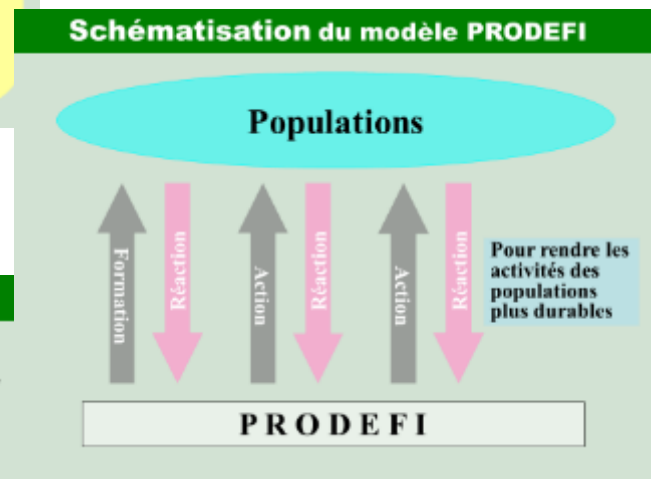 Schématisation du modèle PRODEFI
Populations
Formation
Réaction
Action
Réaction
Action
Réaction
Pour rendre les
activités des
populations
plus durables
PRODEFI